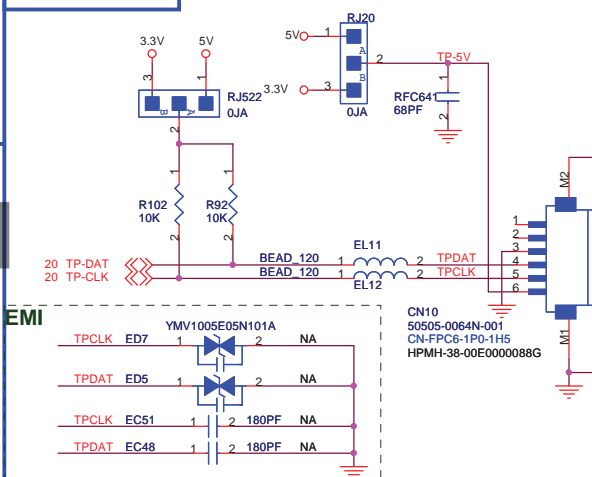 RJ20
3.3V 5V
5V 1
A
2 TP-5V
B
3.3V 3
0JA
3 1
B A
RJ522
0JA
2
1
RFC641
68PF
2
1 1
R102
10K
R92
10K
2 2
M2
1
2
3
4
5
6
20 TP-DAT
20 TP-CLK
BEAD_120 1 EL11 2 TPDAT
BEAD_120 1 EL12 2 TPCLK
CN10
50505-0064N-001
CN-FPC6-1P0-1H5
HPMH-38-00E0000088G
M1
EMI
YMV1005E05N101A
TPCLK ED7 1 2 NA
TPDAT ED5 1 2 NA
TPCLK EC51 1 2 180PF NA
TPDAT EC48 1 2 180PF NA